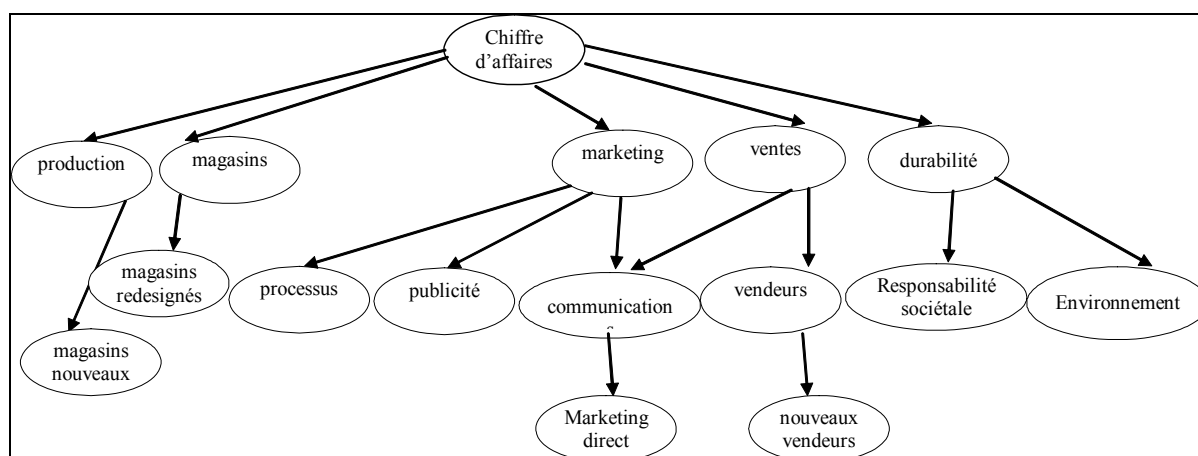 Chiffre
d'affaires
production
magasins
marketing
ventes
durabilité
magasins
redesignés
processus
publicité
communication
vendeurs
Responsabilité
sociétale
Environnement
magasins
nouveaux
Marketing
direct
nouveaux
vendeurs